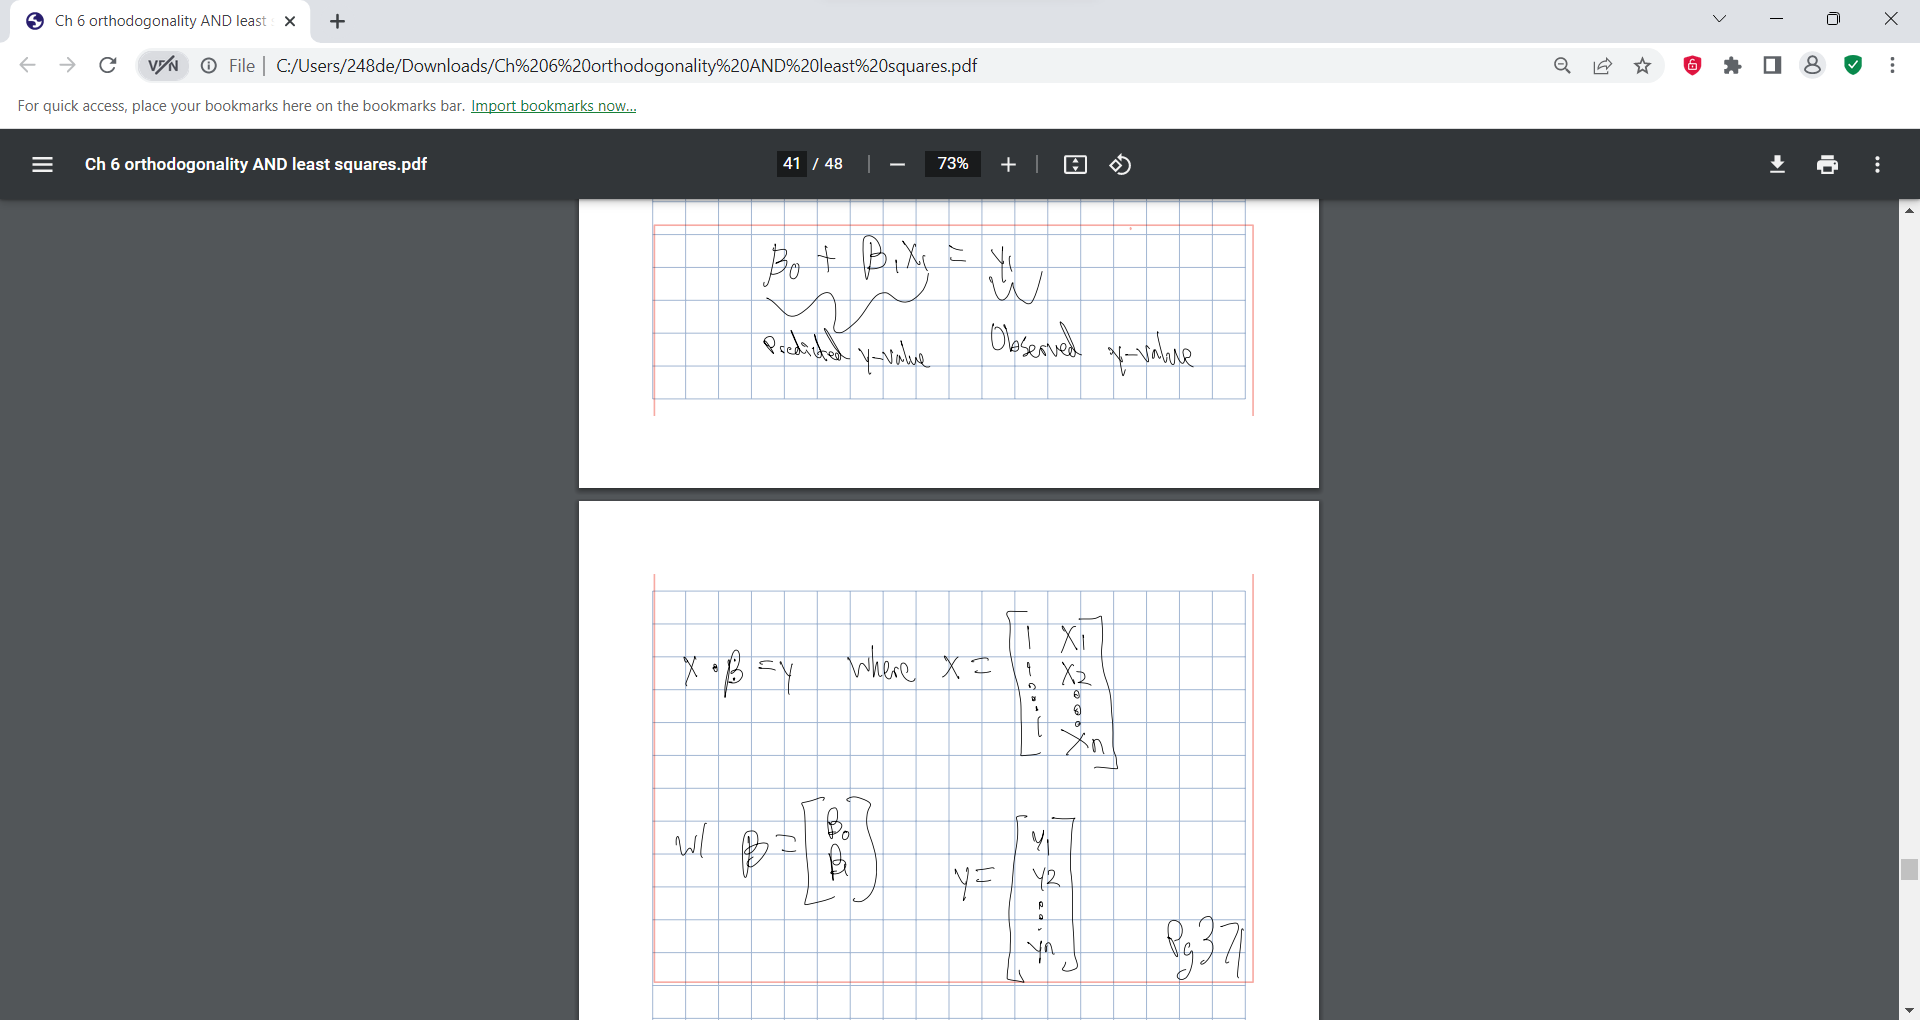 Ch 6 orthodogonality AND least
VPN File C:/Users/248de/Downloads/Ch%206%20orthodogonality%20AND%20least%20squares.pdf
For quick access, place your bookmarks here on the bookmarks bar. Import bookmarks now...
Ch 6 orthodogonality AND least squares.pdf 41 / 48 73%
β₀ + β₁X₁ = y₁
Predicted y-value Observed y-value
X • β = y where X = [1 X1
1 X2
⋮ ⋮
1 Xn]
w/ β = [β₀
β₁] y = [y1
y2
⋮
yn]
Pg 371